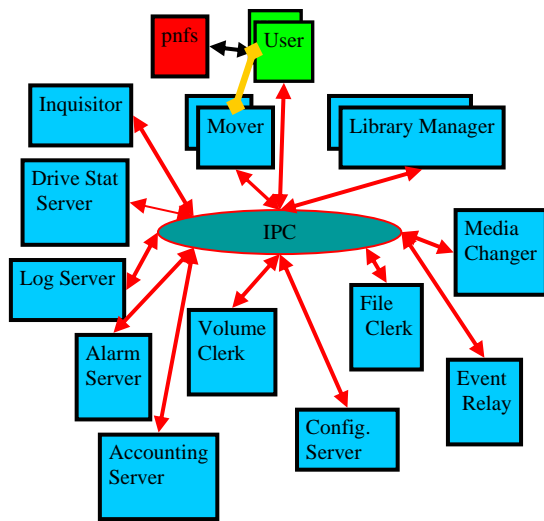 pnfs
User
Inquisitor
Mover
Library Manager
Drive Stat
Server
IPC
Media
Changer
Log Server
File
Clerk
Volume
Clerk
Alarm
Server
Event
Relay
Config.
Server
Accounting
Server